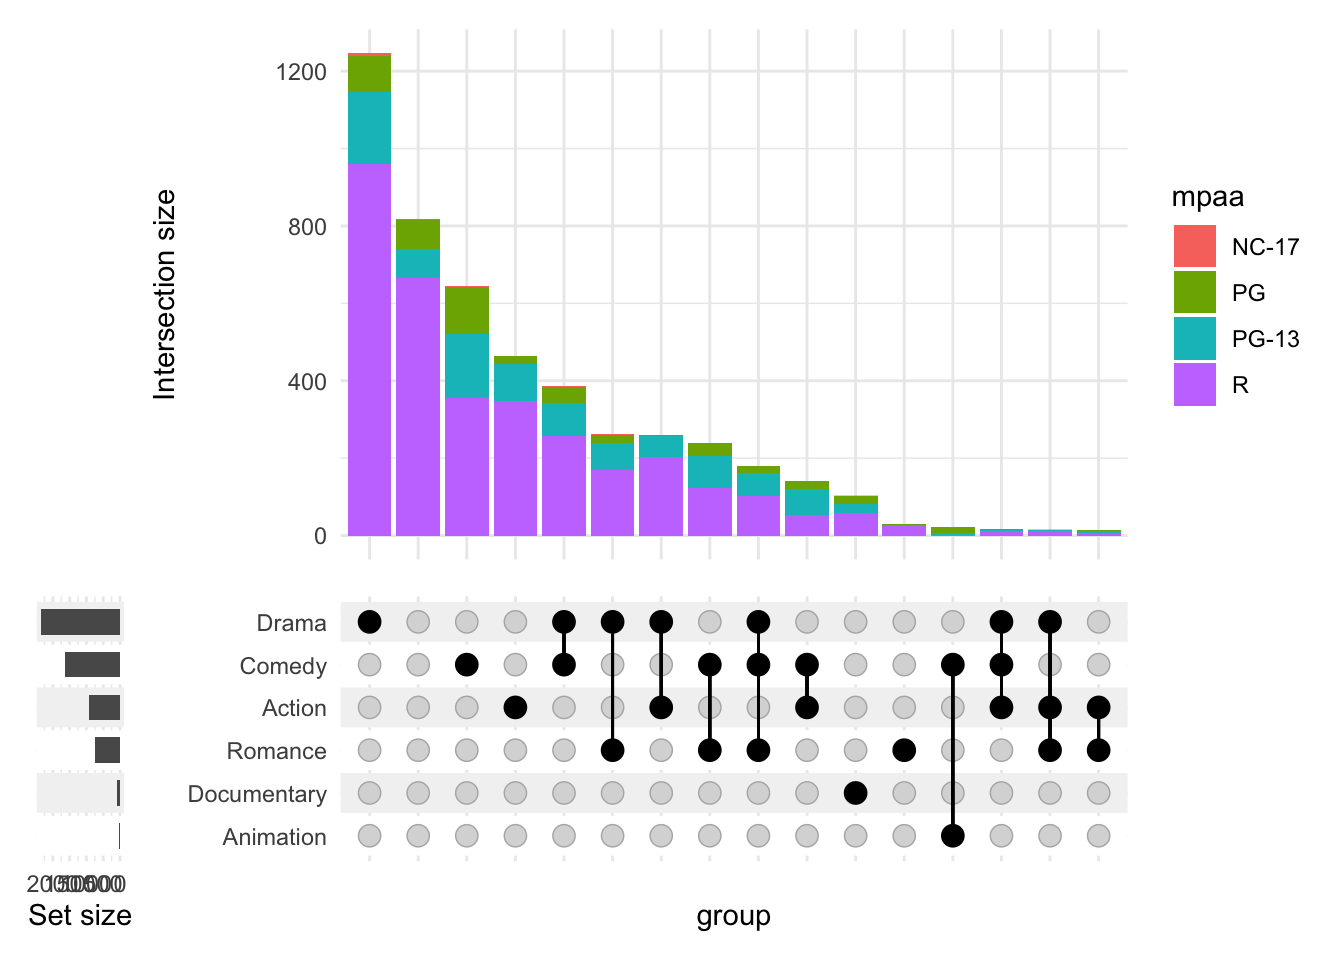 1200
800
400
0
Intersection size
mpaa
NC-17
PG
PG-13
R
Drama
Comedy
Action
Romance
Documentary
Animation
Set size
group